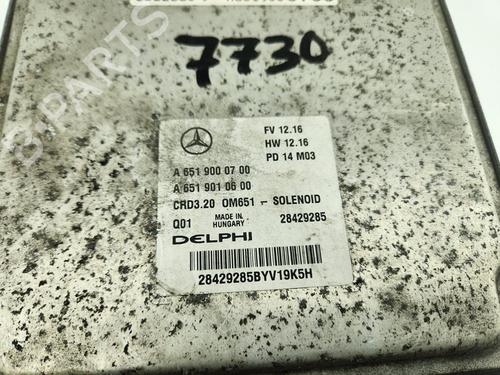 7730
FV 12.16
HW 12.16
PD 14 M03
A 651 900 07 00
A 651 901 06 00
CRD3.20 OM651 - SOLENOID
Q01 MADE IN HUNGARY 28429285
DELPHI
28429285BYV19K5H